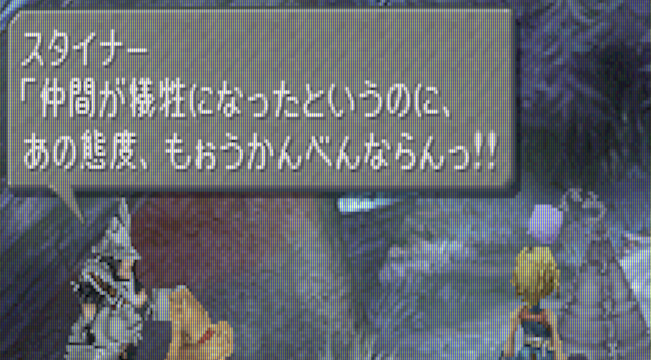 スタイナー
「仲間が犠牲になったというのに、
あの態度、もぉうかんべんならんっ!!